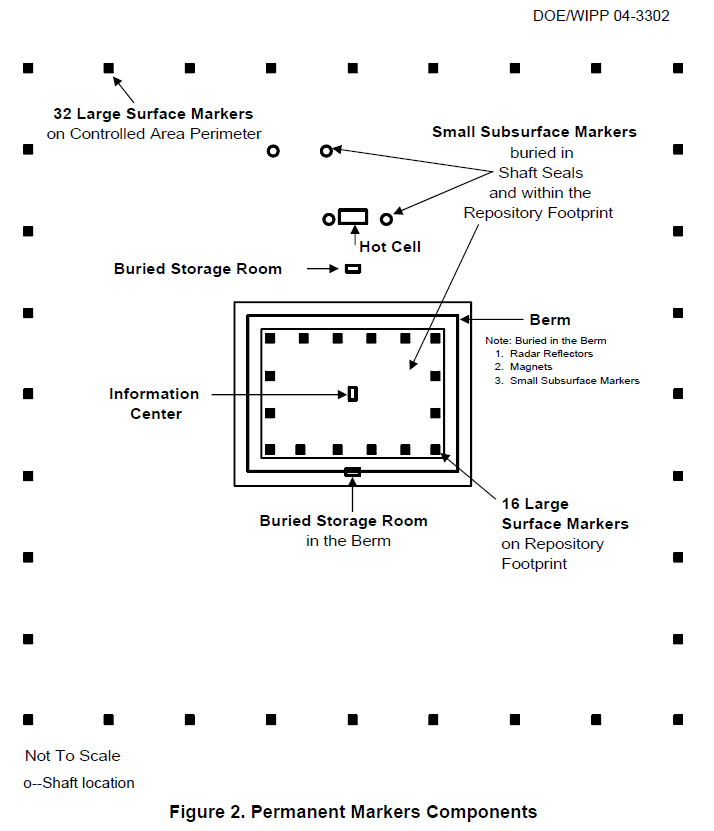 DOE/WIPP 04-3302
32 Large Surface Markers
on Controlled Area Perimeter
Small Subsurface Markers
buried in
Shaft Seals
and within the
Repository Footprint
Hot Cell
Buried Storage Room
Berm
Note: Buried in the Berm
1. Radar Reflectors
2. Magnets
3. Small Subsurface Markers
Information
Center
16 Large
Surface Markers
on Repository
Footprint
Buried Storage Room
in the Berm
Not To Scale
o--Shaft location
Figure 2. Permanent Markers Components